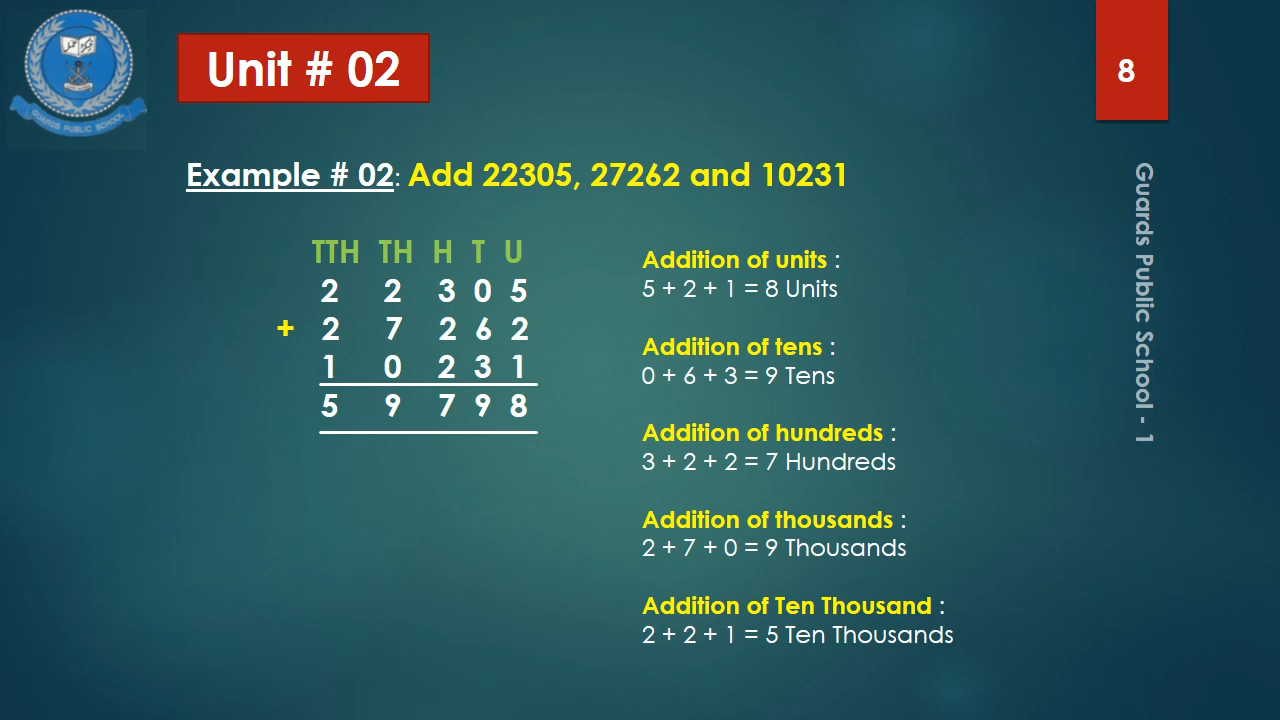 GUARDS PUBLIC SCHOOL
Unit # 02
8
Example # 02: Add 22305, 27262 and 10231
TTH TH H T U
2 2 3 0 5
+ 2 7 2 6 2
1 0 2 3 1
5 9 7 9 8
Addition of units :
5 + 2 + 1 = 8 Units
Addition of tens :
0 + 6 + 3 = 9 Tens
Addition of hundreds :
3 + 2 + 2 = 7 Hundreds
Addition of thousands :
2 + 7 + 0 = 9 Thousands
Addition of Ten Thousand :
2 + 2 + 1 = 5 Ten Thousands
Guards Public School - 1